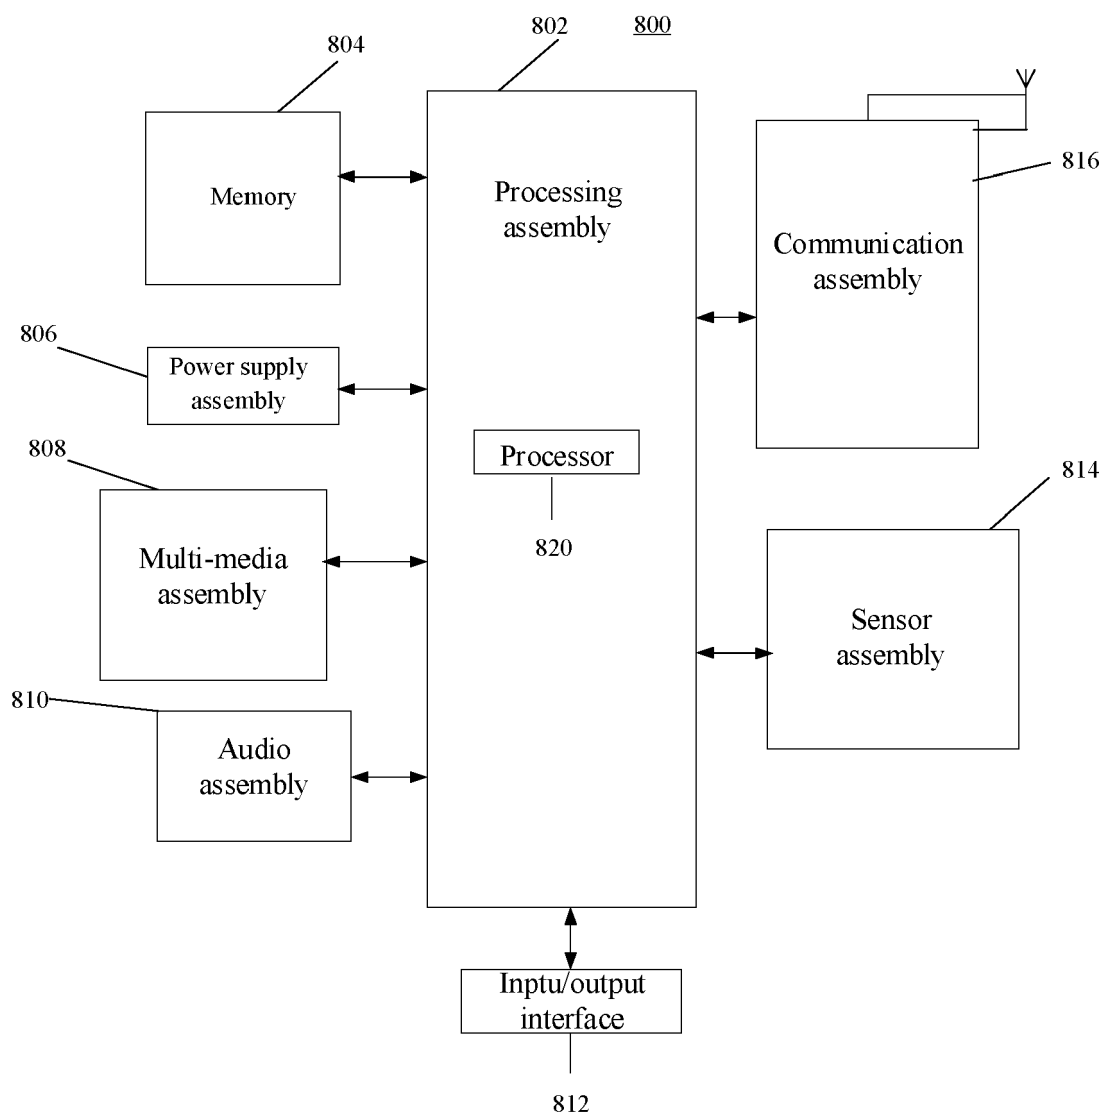 802
800
804
Memory
Processing
assembly
816
Communication
assembly
806
Power supply
assembly
808
Processor
814
820
Multi-media
assembly
Sensor
assembly
810
Audio
assembly
Inptu/output
interface
812